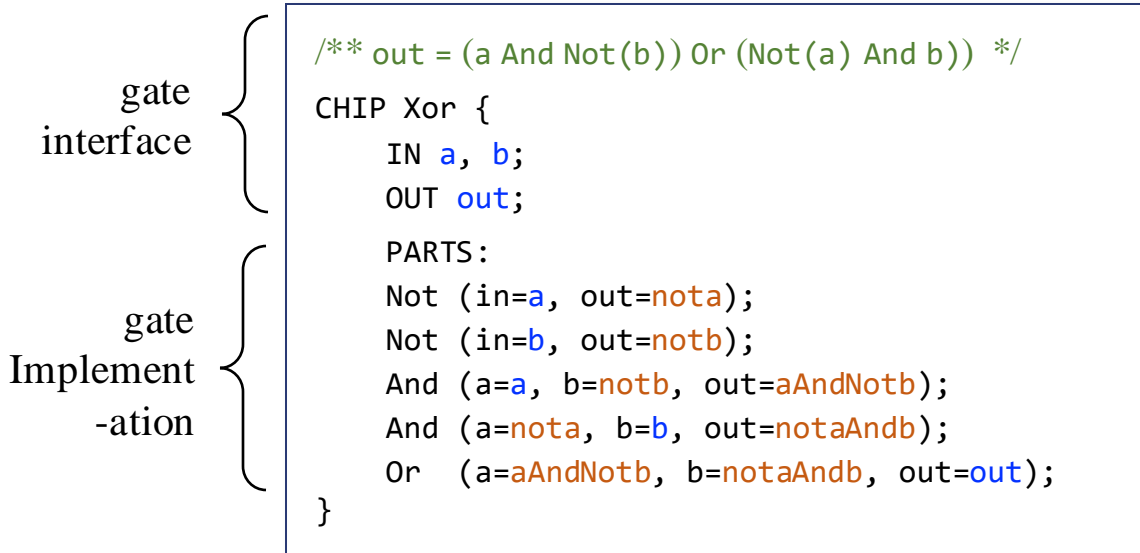 gate
interface
gate
Implement
-ation
/** out = (a And Not(b)) Or (Not(a) And b)) */
CHIP Xor {
    IN a, b;
    OUT out;
    PARTS:
    Not (in=a, out=nota);
    Not (in=b, out=notb);
    And (a=a, b=notb, out=aAndNotb);
    And (a=nota, b=b, out=notaAndb);
    Or  (a=aAndNotb, b=notaAndb, out=out);
}